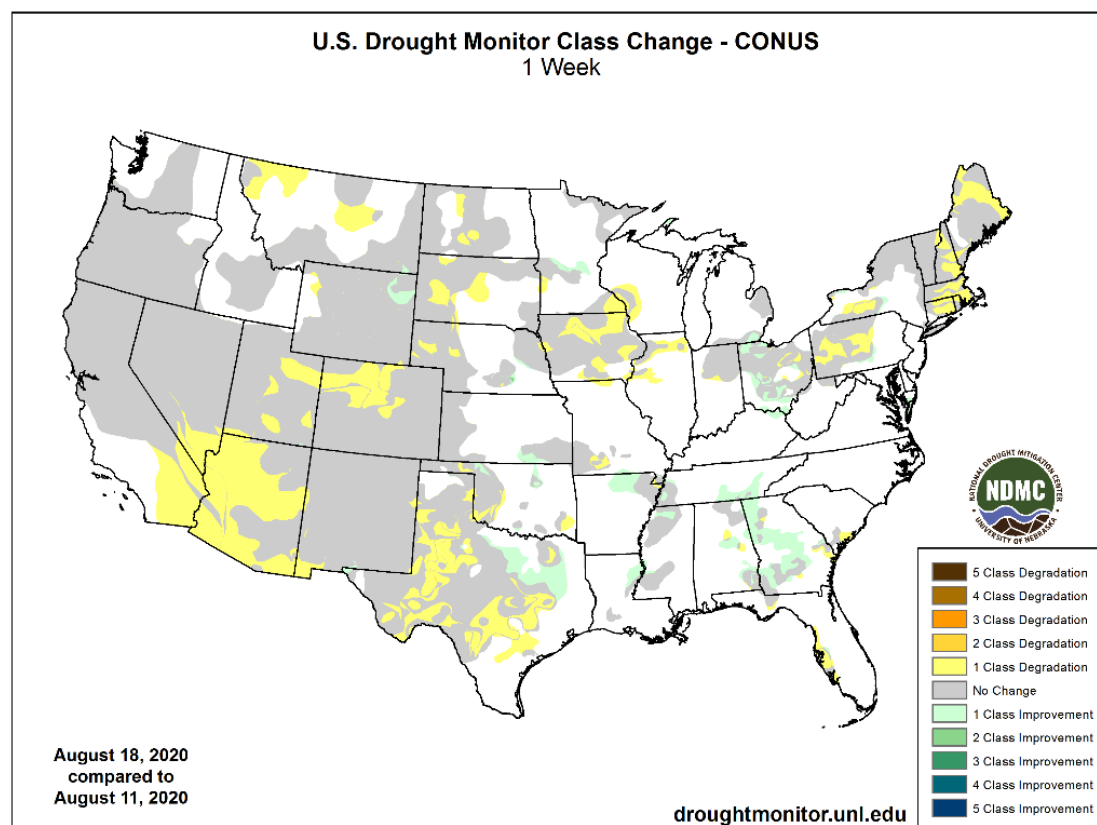 U.S. Drought Monitor Class Change - CONUS
1 Week
NATIONAL DROUGHT MITIGATION CENTER
NDMC
UNIVERSITY OF NEBRASKA
5 Class Degradation
4 Class Degradation
3 Class Degradation
2 Class Degradation
1 Class Degradation
No Change
1 Class Improvement
2 Class Improvement
3 Class Improvement
4 Class Improvement
5 Class Improvement
August 18, 2020
compared to
August 11, 2020
droughtmonitor.unl.edu